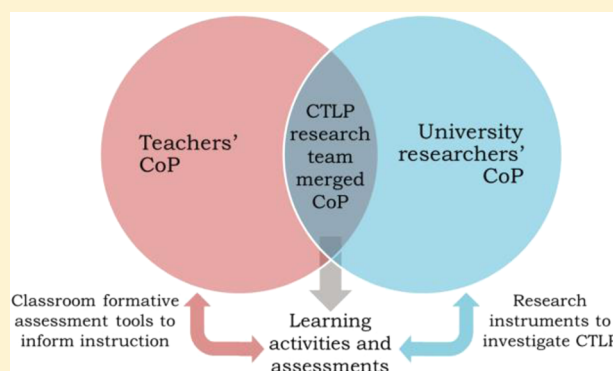 Teachers'
CoP
CTLP
research
team
merged
CoP
University
researchers'
CoP
Classroom formative
assessment tools to
inform instruction
Learning
activities and
assessments
Research
instruments to
investigate CTLP